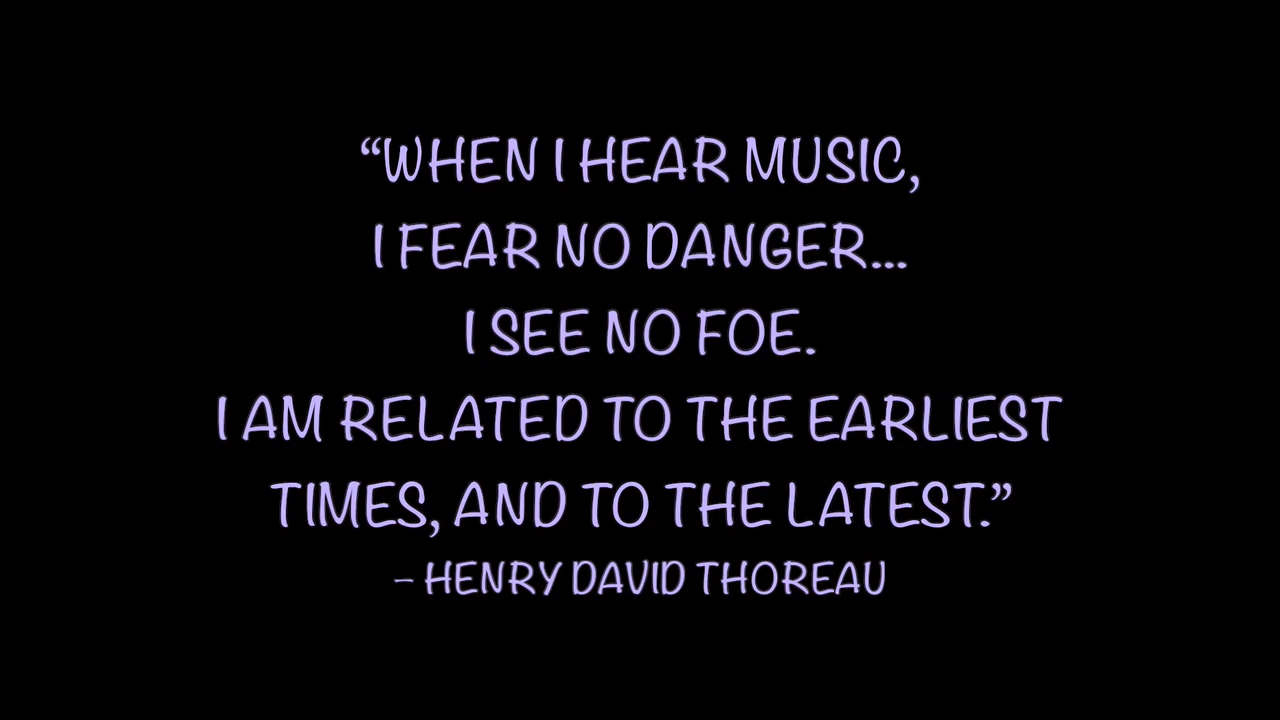 “WHEN I HEAR MUSIC,
I FEAR NO DANGER...
I SEE NO FOE.
I AM RELATED TO THE EARLIEST
TIMES, AND TO THE LATEST.”
– HENRY DAVID THOREAU